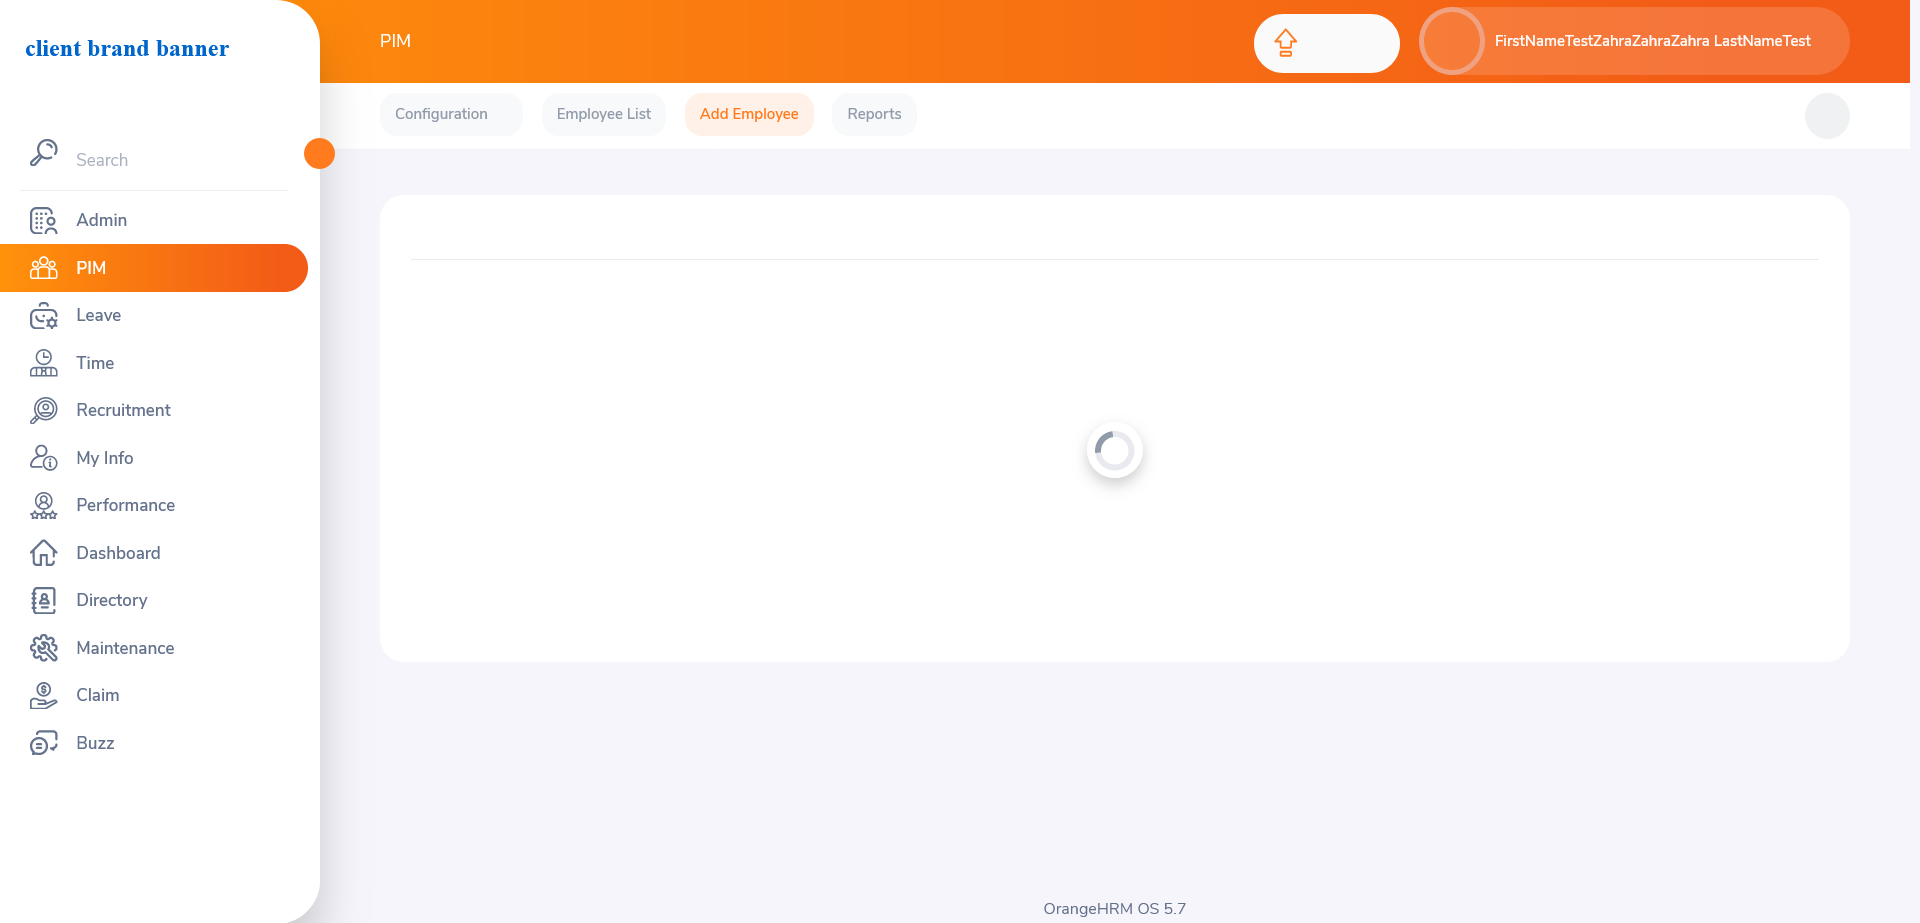 client brand banner
PIM
FirstNameTestZahraZahraZahra LastNameTest
Configuration
Employee List
Add Employee
Reports
Search
Admin
PIM
Leave
Time
Recruitment
My Info
Performance
Dashboard
Directory
Maintenance
Claim
Buzz
OrangeHRM OS 5.7